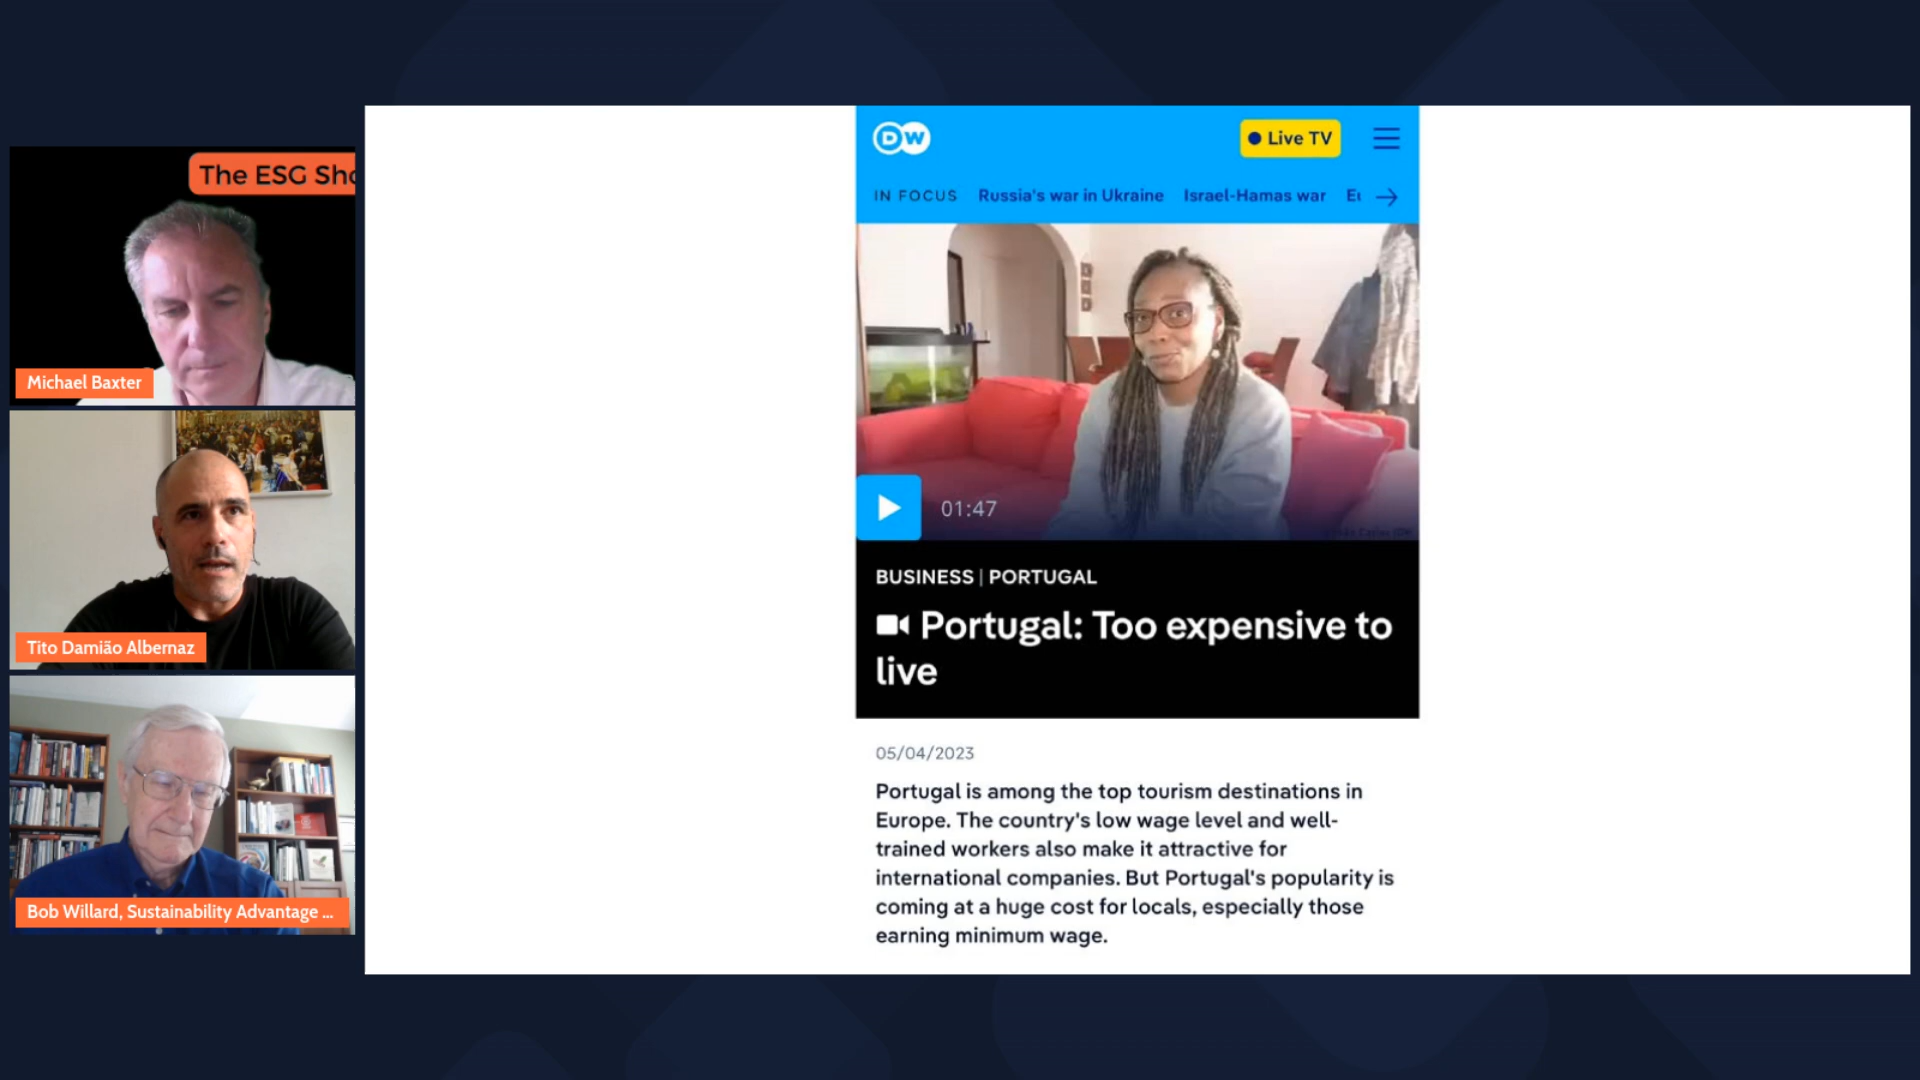 The ESG Sho
Michael Baxter
Tito Damião Albernaz
Bob Willard, Sustainability Advantage ...
DW
Live TV
IN FOCUS Russia's war in Ukraine Israel-Hamas war
01:47
BUSINESS | PORTUGAL
Portugal: Too expensive to
live
05/04/2023
Portugal is among the top tourism destinations in
Europe. The country's low wage level and well-
trained workers also make it attractive for
international companies. But Portugal's popularity is
coming at a huge cost for locals, especially those
earning minimum wage.